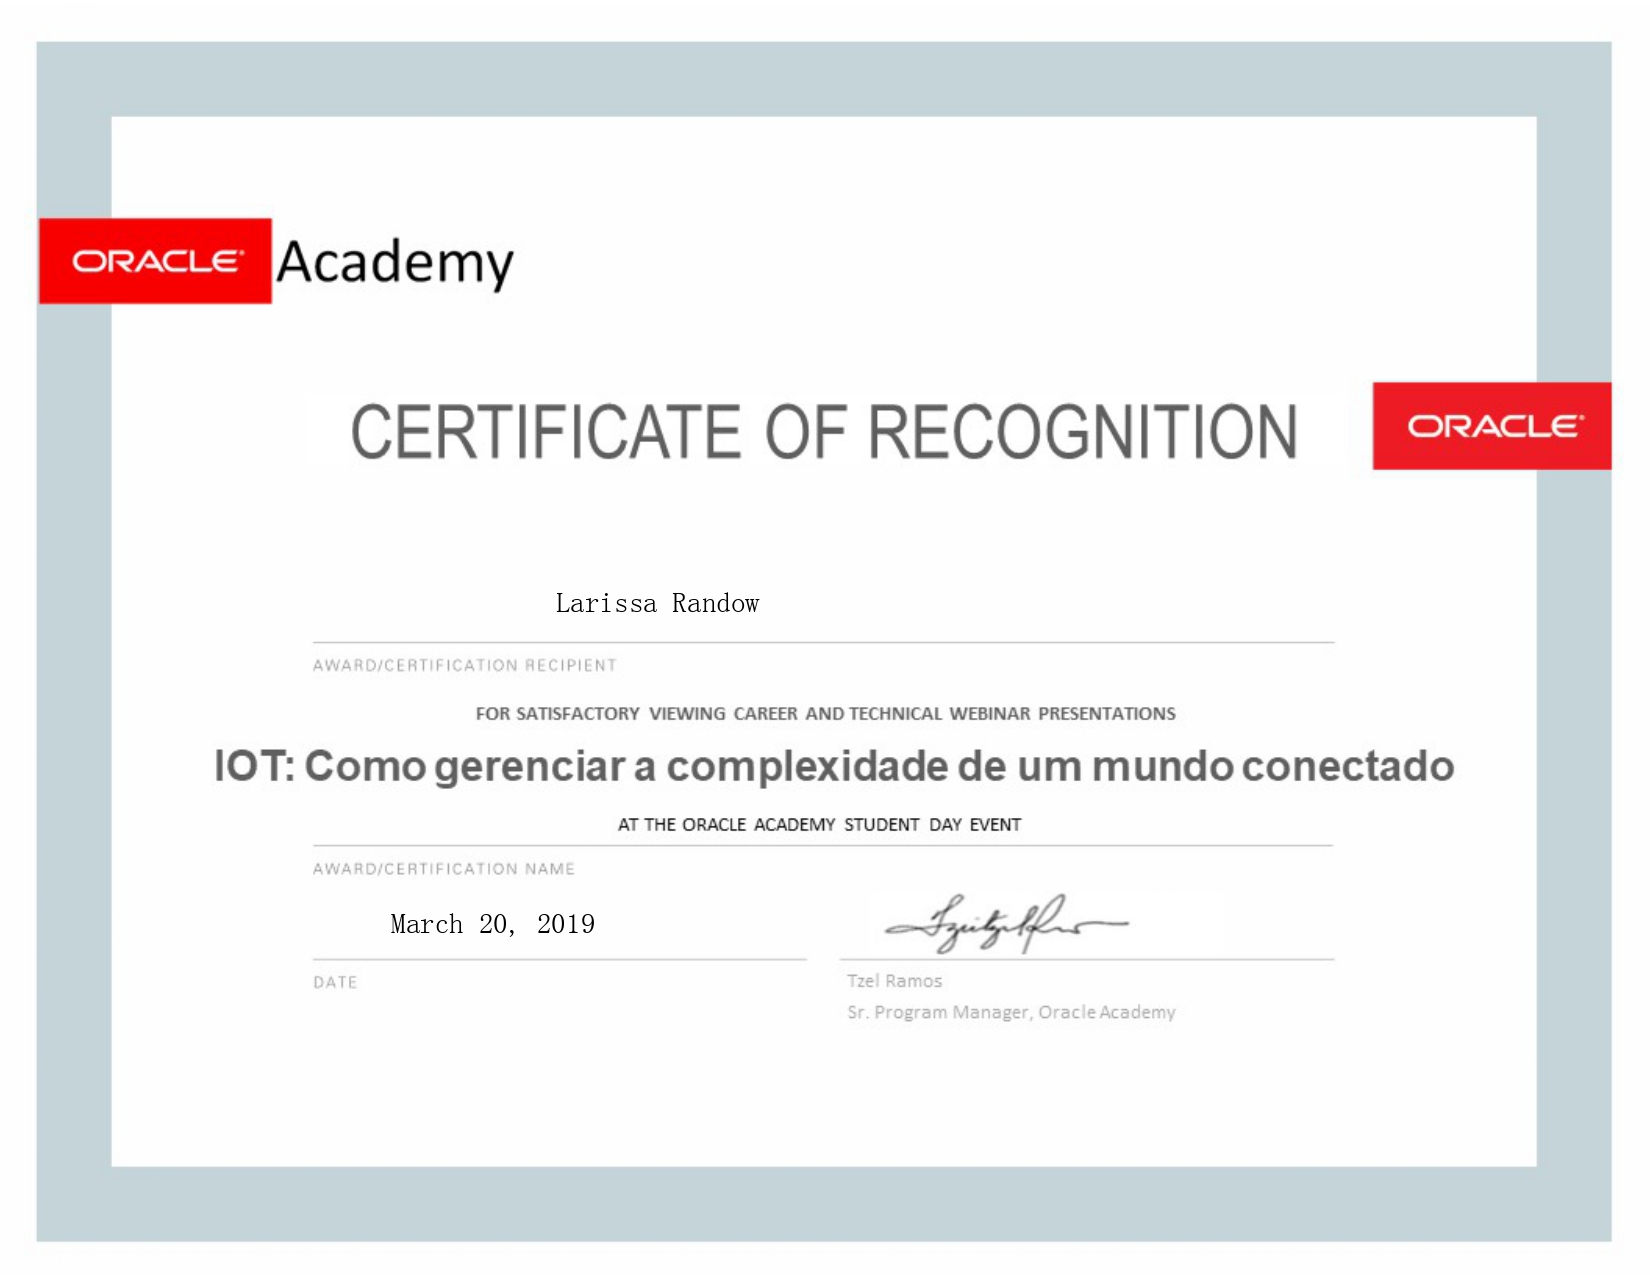 ORACLE® Academy
CERTIFICATE OF RECOGNITION
ORACLE®
Larissa Randow
AWARD/CERTIFICATION RECIPIENT
FOR SATISFACTORY VIEWING CAREER AND TECHNICAL WEBINAR PRESENTATIONS
IOT: Como gerenciar a complexidade de um mundo conectado
AT THE ORACLE ACADEMY STUDENT DAY EVENT
AWARD/CERTIFICATION NAME
March 20, 2019
DATE
Tzel Ramos
Sr. Program Manager, Oracle Academy